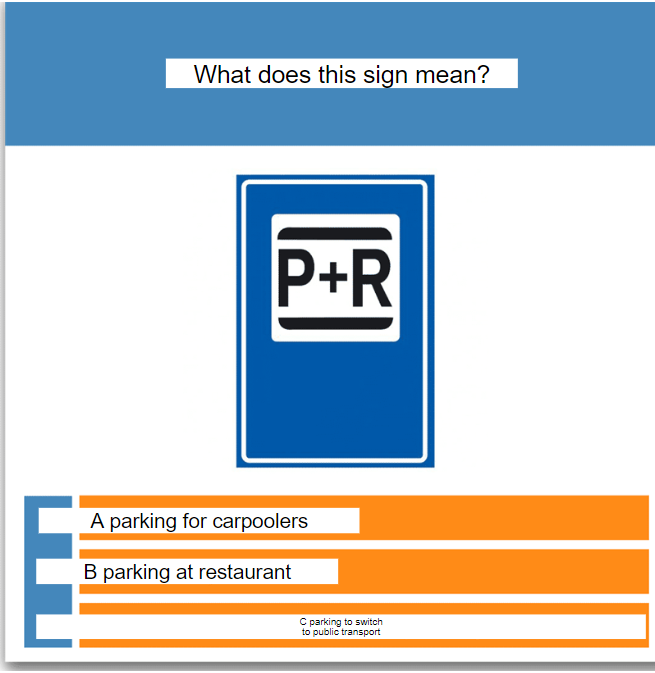 What does this sign mean?
P+R
A parking for carpoolers
B parking at restaurant
C parking to switch
to public transport